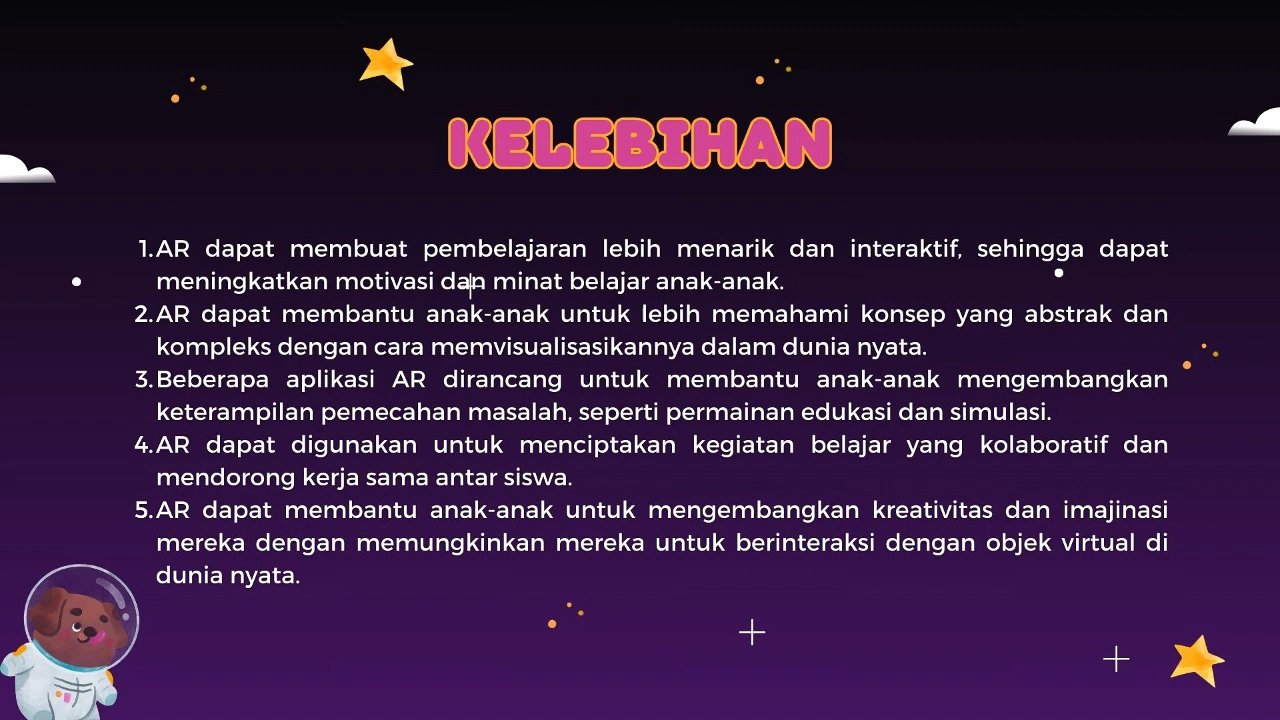 KELEBIHAN
1. AR dapat membuat pembelajaran lebih menarik dan interaktif, sehingga dapat
meningkatkan motivasi dan minat belajar anak-anak.
2. AR dapat membantu anak-anak untuk lebih memahami konsep yang abstrak dan
kompleks dengan cara memvisualisasikannya dalam dunia nyata.
3. Beberapa aplikasi AR dirancang untuk membantu anak-anak mengembangkan
keterampilan pemecahan masalah, seperti permainan edukasi dan simulasi.
4. AR dapat digunakan untuk menciptakan kegiatan belajar yang kolaboratif dan
mendorong kerja sama antar siswa.
5. AR dapat membantu anak-anak untuk mengembangkan kreativitas dan imajinasi
mereka dengan memungkinkan mereka untuk berinteraksi dengan objek virtual di
dunia nyata.